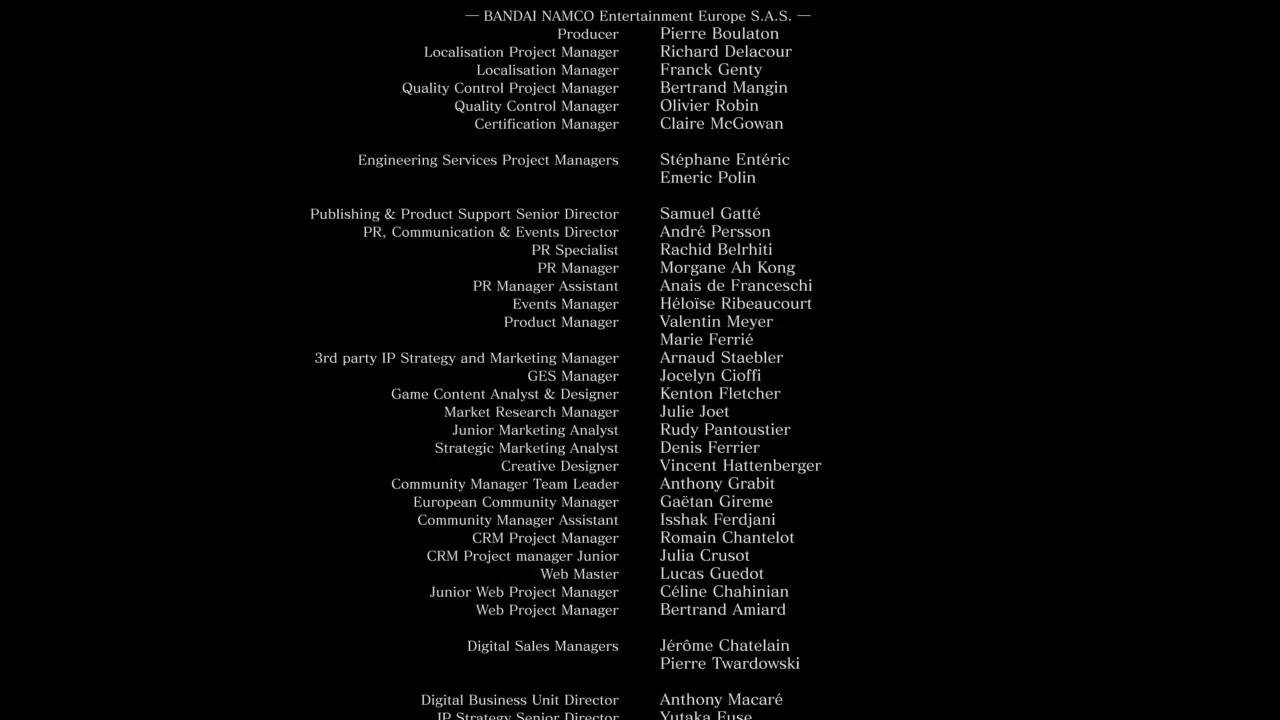 — BANDAI NAMCO Entertainment Europe S.A.S. —
Producer Pierre Boulaton
Localisation Project Manager Richard Delacour
Localisation Manager Franck Genty
Quality Control Project Manager Bertrand Mangin
Quality Control Manager Olivier Robin
Certification Manager Claire McGowan
Engineering Services Project Managers Stéphane Entéric
Emeric Polin
Publishing & Product Support Senior Director Samuel Gatté
PR, Communication & Events Director André Persson
PR Specialist Rachid Belrhiti
PR Manager Morgane Ah Kong
PR Manager Assistant Anais de Franceschi
Events Manager Héloïse Ribeaucourt
Product Manager Valentin Meyer
Marie Ferrié
3rd party IP Strategy and Marketing Manager Arnaud Staebler
GES Manager Jocelyn Cioffi
Game Content Analyst & Designer Kenton Fletcher
Market Research Manager Julie Joet
Junior Marketing Analyst Rudy Pantoustier
Strategic Marketing Analyst Denis Ferrier
Creative Designer Vincent Hattenberger
Community Manager Team Leader Anthony Grabit
European Community Manager Gaëtan Gireme
Community Manager Assistant Isshak Ferdjani
CRM Project Manager Romain Chantelot
CRM Project manager Junior Julia Crusot
Web Master Lucas Guedot
Junior Web Project Manager Céline Chahinian
Web Project Manager Bertrand Amiard
Digital Sales Managers Jérôme Chatelain
Pierre Twardowski
Digital Business Unit Director Anthony Macaré
IP Strategy Senior Director Yutaka Fuse